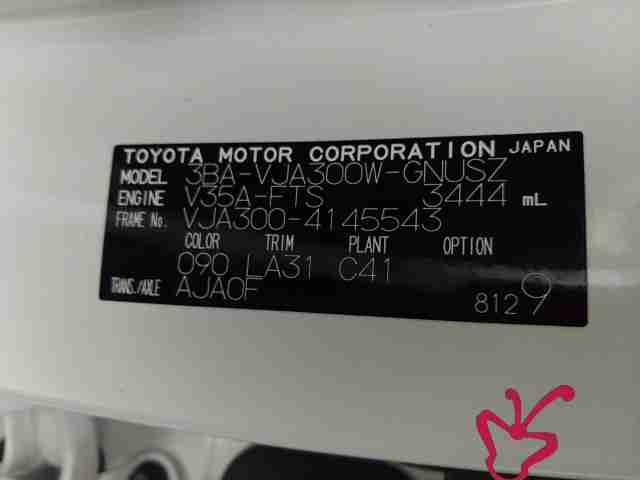 TOYOTA MOTOR CORPORATION JAPAN
MODEL 3BA-VJA300W-GNUSZ
ENGINE V35A-FTS 3444 mL
FRAME No. VJA300-4145543
COLOR TRIM PLANT OPTION
090 LA31 C41
TRANS./AXLE AJA0F
8129